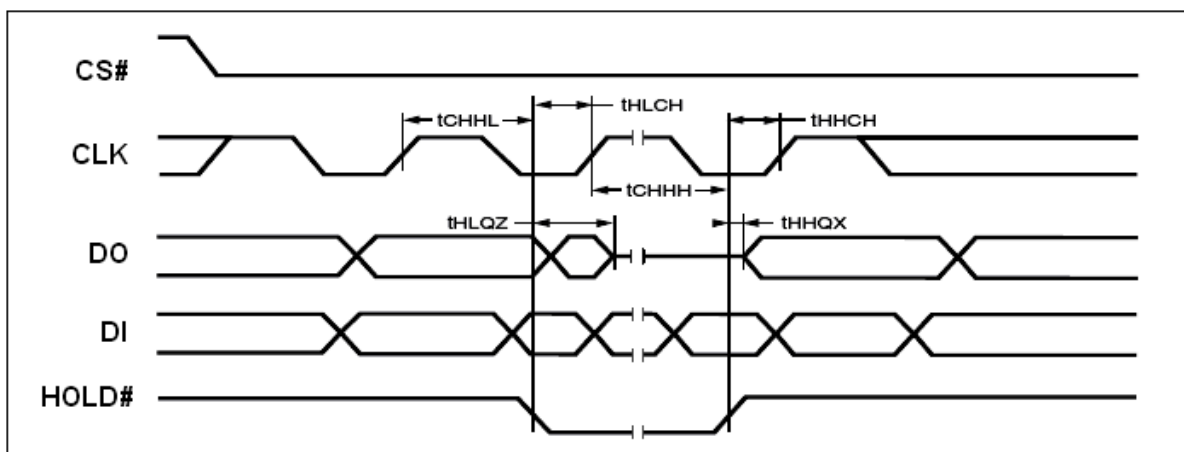 CS#
tHLCH
tCHHL
tHHCH
CLK
tCHHH
tHLQZ
tHHQX
DO
DI
HOLD#